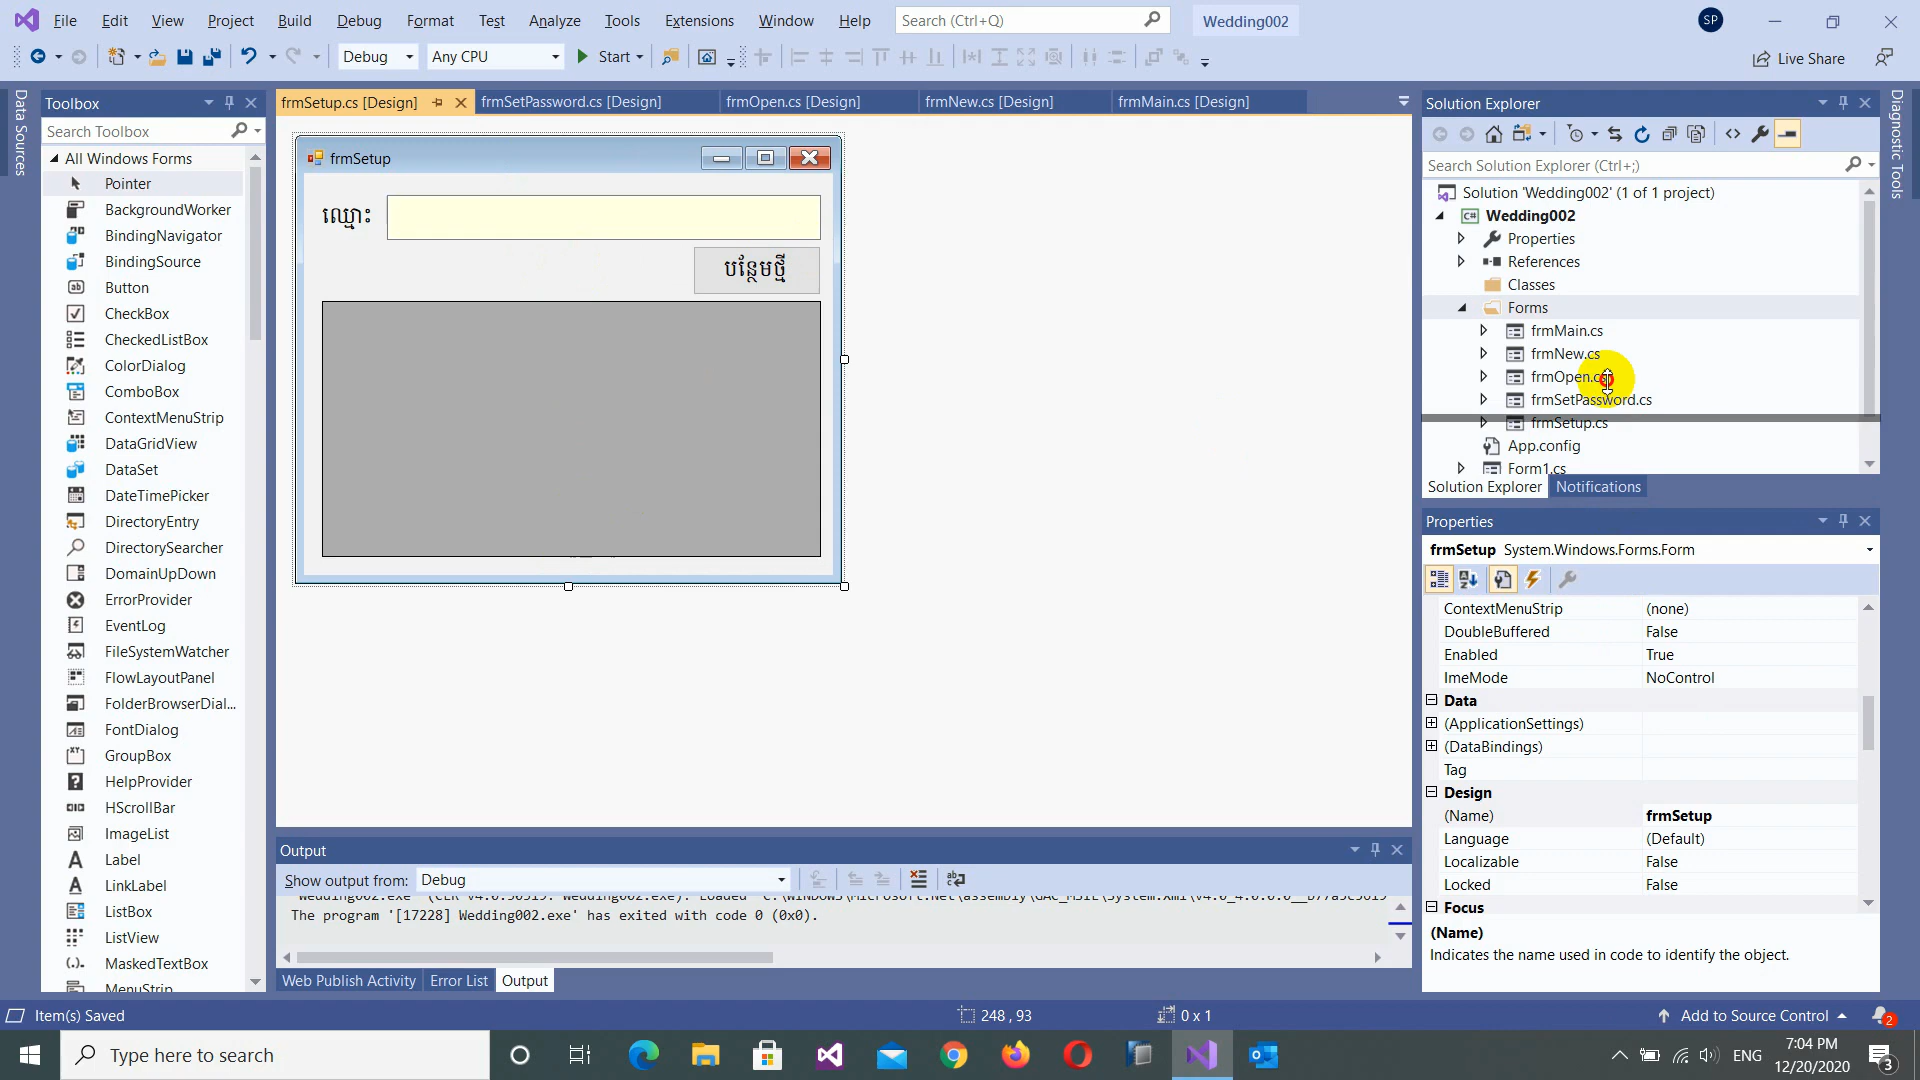 File Edit View Project Build Debug Format Test Analyze Tools Extensions Window Help Search (Ctrl+Q) Wedding002 SP
Debug Any CPU Start Live Share
Data Sources
Toolbox
Search Toolbox
All Windows Forms
Pointer
BackgroundWorker
BindingNavigator
BindingSource
Button
CheckBox
CheckedListBox
ColorDialog
ComboBox
ContextMenuStrip
DataGridView
DataSet
DateTimePicker
DirectoryEntry
DirectorySearcher
DomainUpDown
ErrorProvider
EventLog
FileSystemWatcher
FlowLayoutPanel
FolderBrowserDial...
FontDialog
GroupBox
HelpProvider
HScrollBar
ImageList
Label
LinkLabel
ListBox
ListView
MaskedTextBox
MenuStrip
frmSetup.cs [Design] frmSetPassword.cs [Design] frmOpen.cs [Design] frmNew.cs [Design] frmMain.cs [Design]
frmSetup
ឈ្មោះ
បន្ថែមថ្មី
Output
Show output from: Debug
The program '[17228] Wedding002.exe' has exited with code 0 (0x0).
Web Publish Activity Error List Output
Solution Explorer
Search Solution Explorer (Ctrl+;)
Solution 'Wedding002' (1 of 1 project)
Wedding002
Properties
References
Classes
Forms
frmMain.cs
frmNew.cs
frmOpen.cs
frmSetPassword.cs
frmSetup.cs
App.config
Form1.cs
Solution Explorer Notifications
Diagnostic Tools
Properties
frmSetup System.Windows.Forms.Form
ContextMenuStrip (none)
DoubleBuffered False
Enabled True
ImeMode NoControl
Data
(ApplicationSettings)
(DataBindings)
Tag
Design
(Name) frmSetup
Language (Default)
Localizable False
Locked False
Focus
(Name)
Indicates the name used in code to identify the object.
Item(s) Saved 248 , 93 0 x 1 Add to Source Control 2
Type here to search ENG 7:04 PM 12/20/2020 3